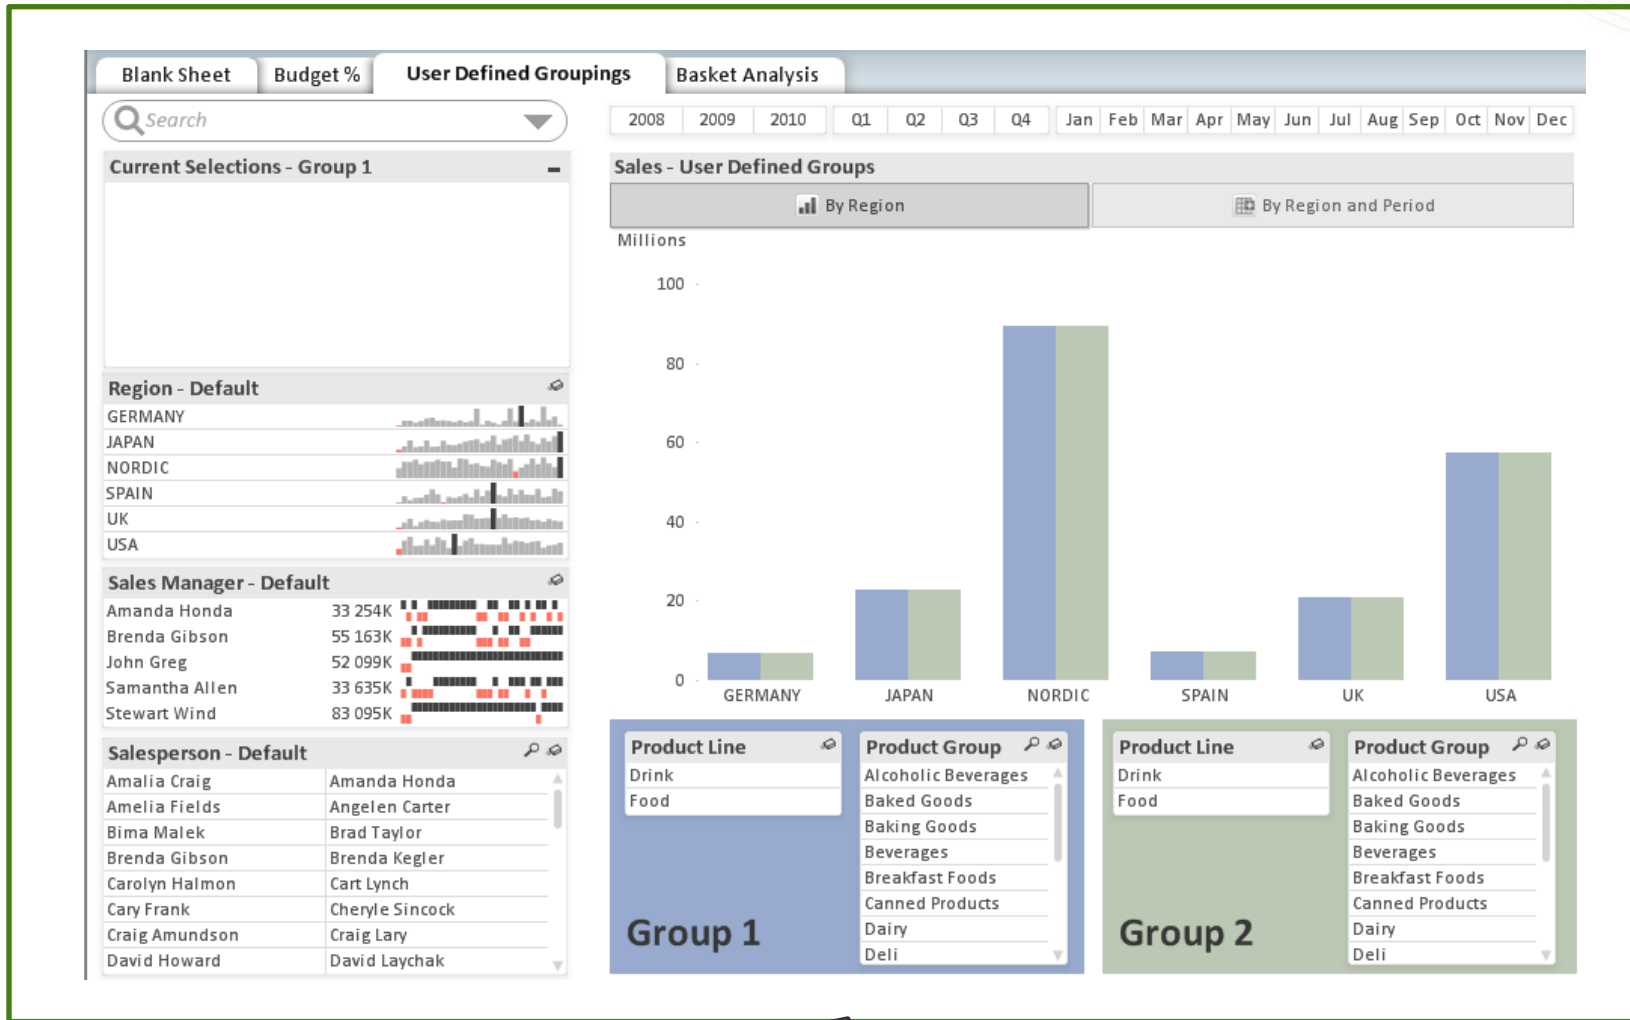 Blank Sheet Budget % User Defined Groupings Basket Analysis
Search
2008 2009 2010 Q1 Q2 Q3 Q4 Jan Feb Mar Apr May Jun Jul Aug Sep Oct Nov Dec
Current Selections - Group 1
Region - Default
GERMANY
JAPAN
NORDIC
SPAIN
UK
USA
Sales Manager - Default
Amanda Honda 33 254K
Brenda Gibson 55 163K
John Greg 52 099K
Samantha Allen 33 635K
Stewart Wind 83 095K
Salesperson - Default
Amalia Craig Amanda Honda
Amelia Fields Angelen Carter
Bima Malek Brad Taylor
Brenda Gibson Brenda Kegler
Carolyn Halmon Cart Lynch
Cary Frank Cheryle Sincock
Craig Amundson Craig Lary
David Howard David Laychak
Sales - User Defined Groups
By Region By Region and Period
Millions
100
80
60
40
20
0
GERMANY JAPAN NORDIC SPAIN UK USA
Product Line
Drink
Food
Group 1
Product Group
Alcoholic Beverages
Baked Goods
Baking Goods
Beverages
Breakfast Foods
Canned Products
Dairy
Deli
Product Line
Drink
Food
Group 2
Product Group
Alcoholic Beverages
Baked Goods
Baking Goods
Beverages
Breakfast Foods
Canned Products
Dairy
Deli